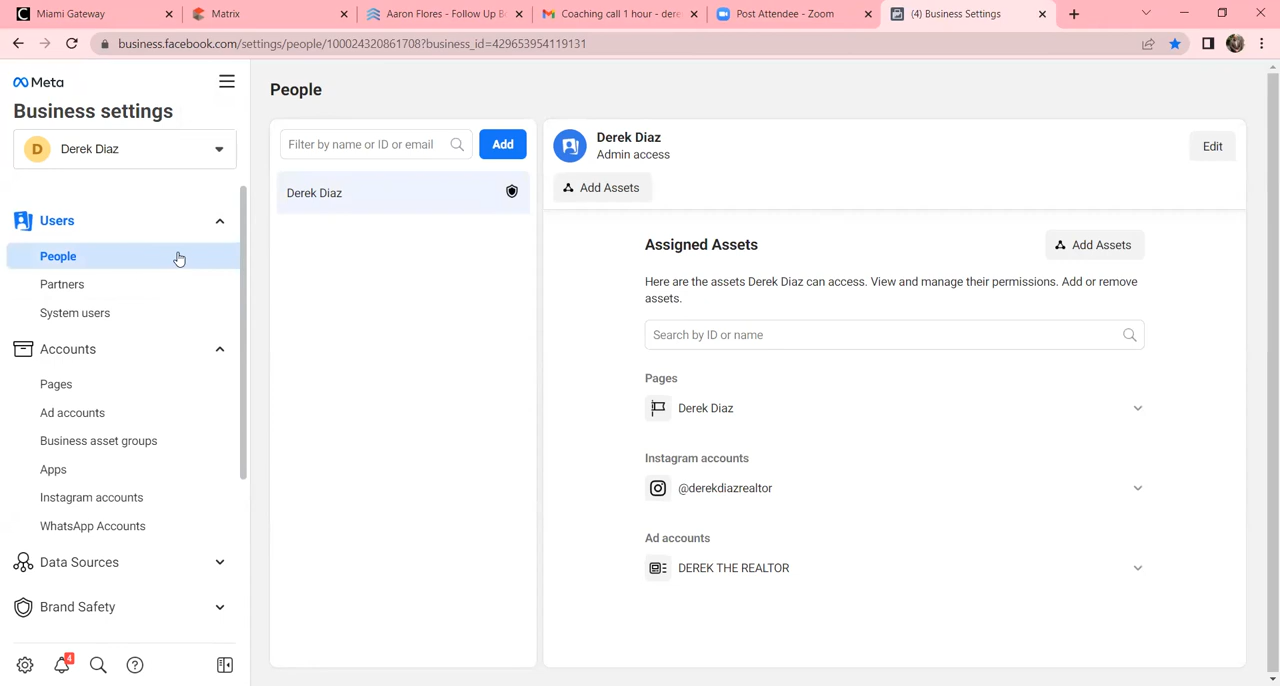 Miami Gateway
Matrix
Aaron Flores - Follow Up B
Coaching call 1 hour - dere
Post Attendee - Zoom
(4) Business Settings
business.facebook.com/settings/people/100024320861708?business_id=429653954119131
Meta
Business settings
D
Derek Diaz
Users
People
Partners
System users
Accounts
Pages
Ad accounts
Business asset groups
Apps
Instagram accounts
WhatsApp Accounts
Data Sources
Brand Safety
4
People
Filter by name or ID or email
Add
Derek Diaz
Derek Diaz
Admin access
Edit
Add Assets
Assigned Assets
Add Assets
Here are the assets Derek Diaz can access. View and manage their permissions. Add or remove
assets.
Search by ID or name
Pages
Derek Diaz
Instagram accounts
@derekdiazrealtor
Ad accounts
DEREK THE REALTOR